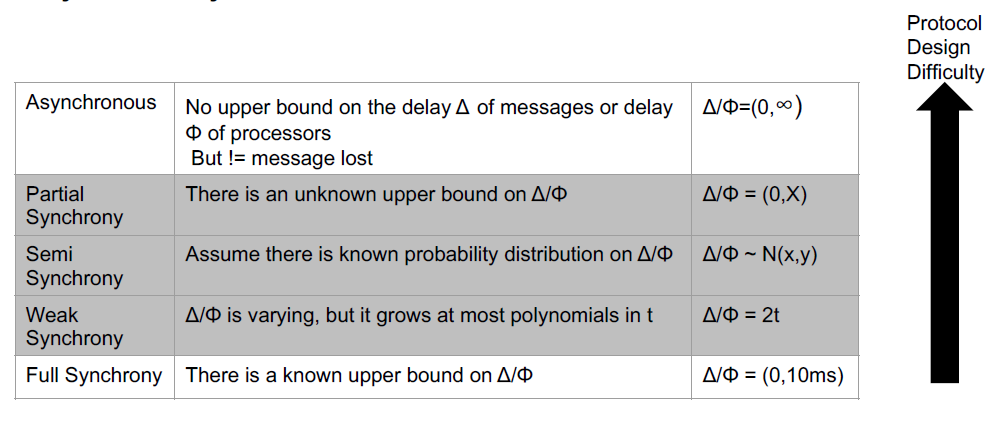 Protocol
Design
Difficulty
Asynchronous
No upper bound on the delay Δ of messages or delay
Φ of processors
But != message lost
Δ/Φ=(0,∞)
Partial
Synchrony
There is an unknown upper bound on Δ/Φ
Δ/Φ = (0,X)
Semi
Synchrony
Assume there is known probability distribution on Δ/Φ
Δ/Φ ~ N(x,y)
Weak
Synchrony
Δ/Φ is varying, but it grows at most polynomials in t
Δ/Φ = 2t
Full Synchrony
There is a known upper bound on Δ/Φ
Δ/Φ = (0,10ms)